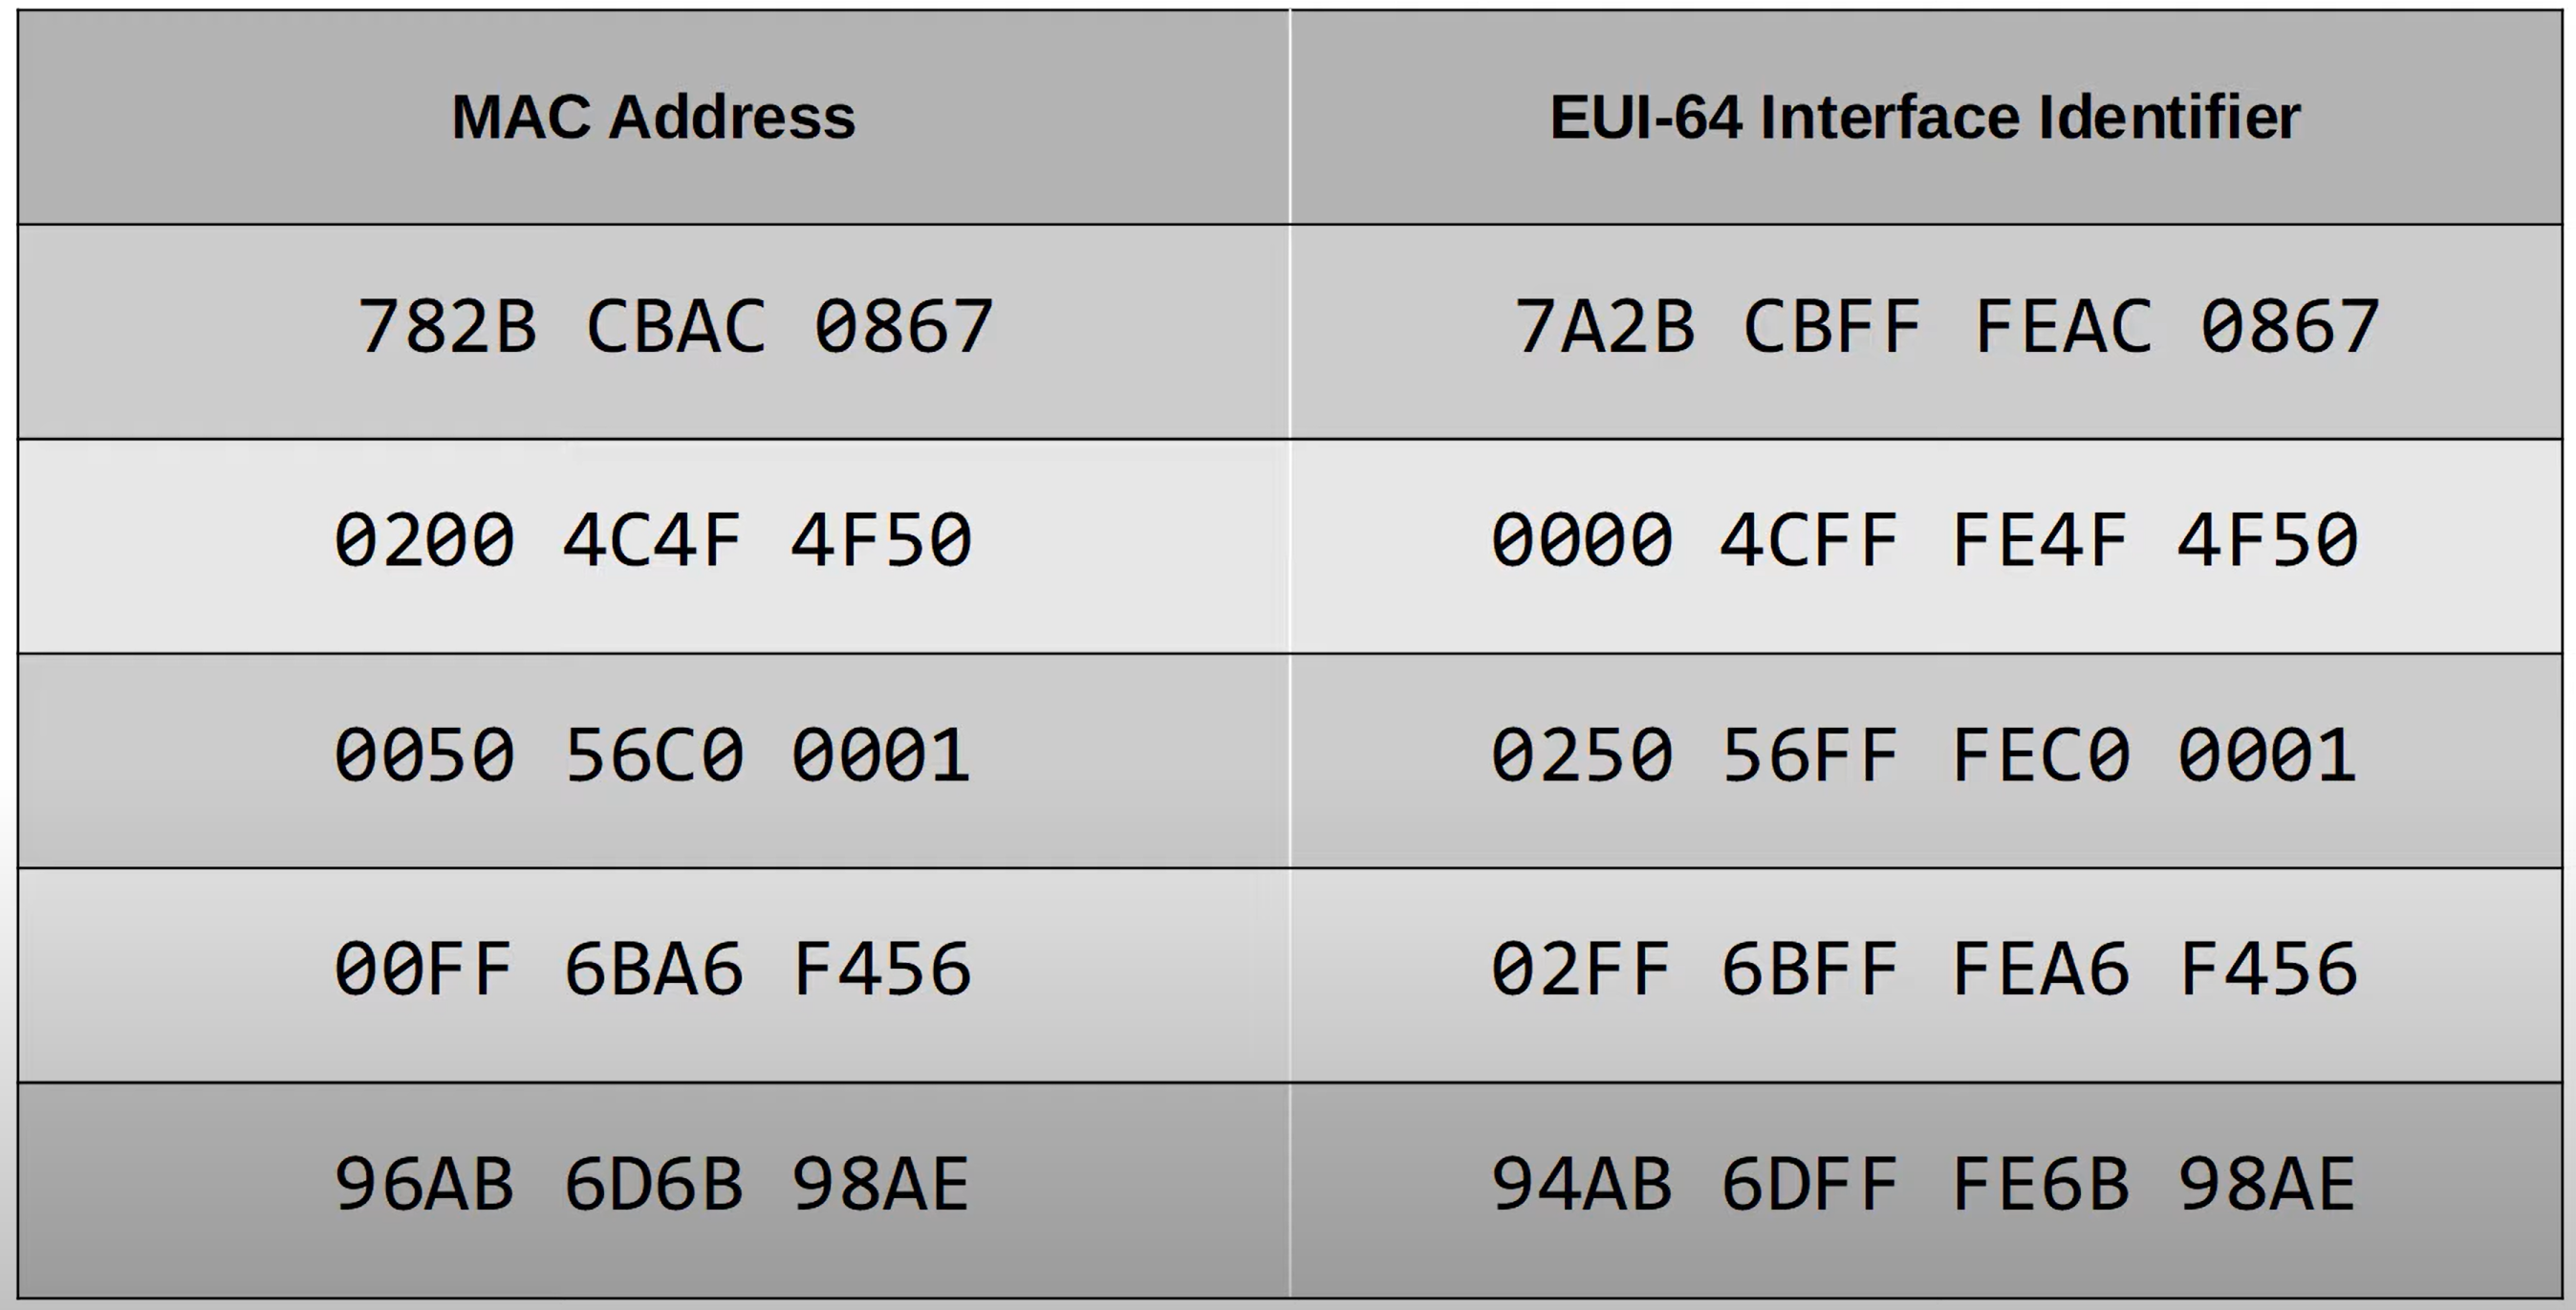 MAC Address EUI-64 Interface Identifier
782B CBAC 0867 7A2B CBFF FEAC 0867
0200 4C4F 4F50 0000 4CFF FE4F 4F50
0050 56C0 0001 0250 56FF FEC0 0001
00FF 6BA6 F456 02FF 6BFF FEA6 F456
96AB 6D6B 98AE 94AB 6DFF FE6B 98AE